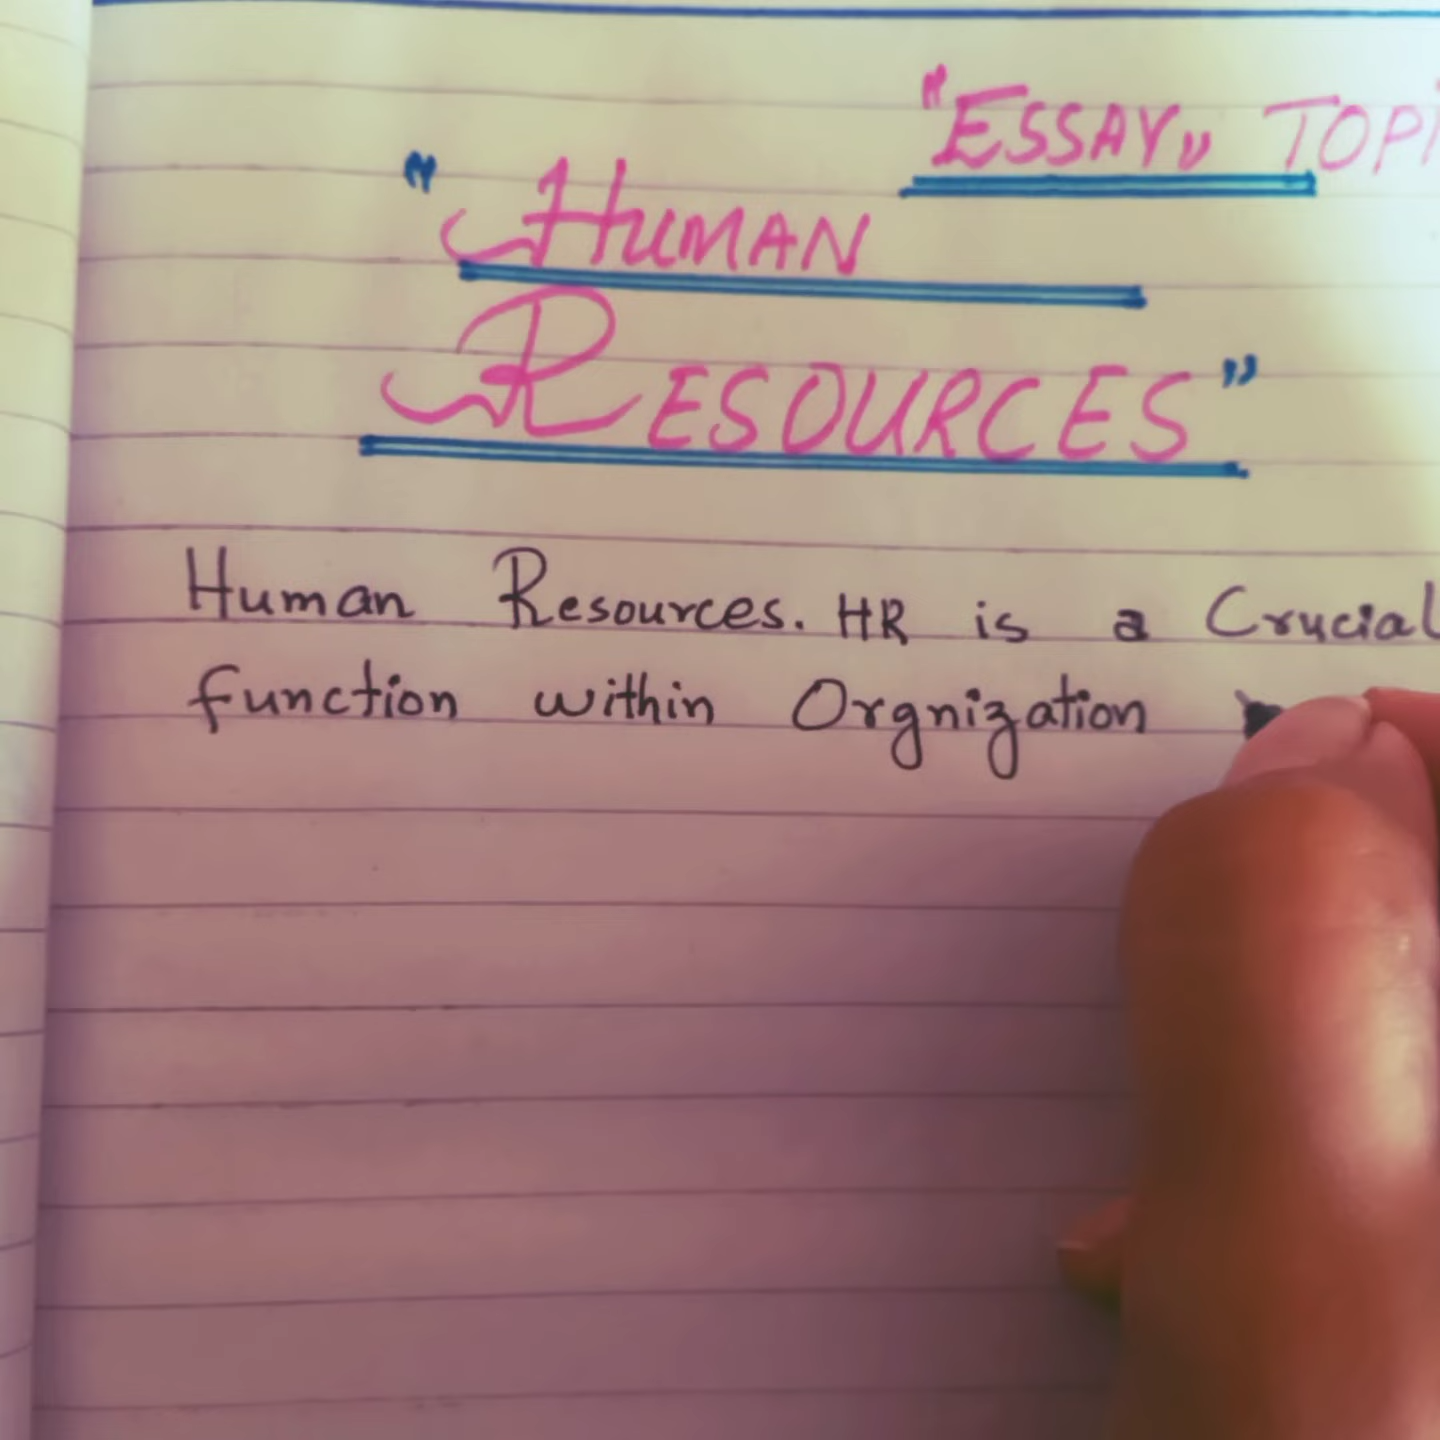 "ESSAY" TOPI
"HUMAN
RESOURCES"
Human Resources. HR is a Crucial
function within Orgnization